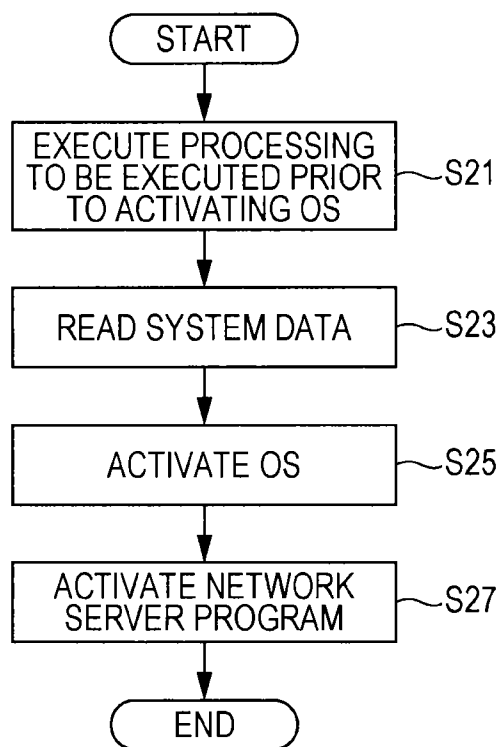 START
EXECUTE PROCESSING
TO BE EXECUTED PRIOR
TO ACTIVATING OS
S21
READ SYSTEM DATA
S23
ACTIVATE OS
S25
ACTIVATE NETWORK
SERVER PROGRAM
S27
END